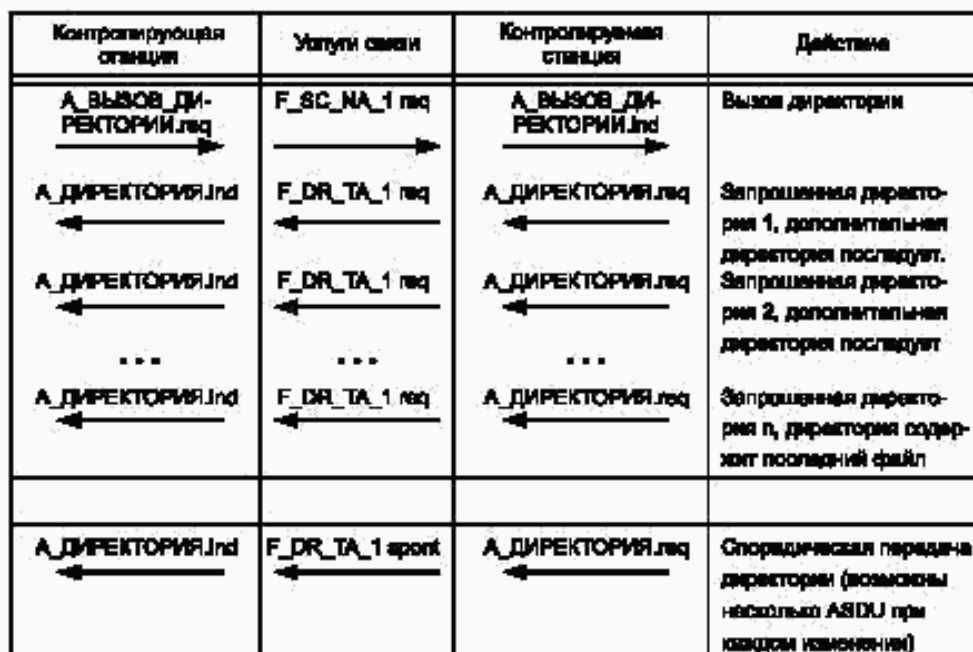 Контролирующая станция
Услуги связи
Контролируемая станция
Действие
А_ВЫЗОВ_ДИ-
РЕКТОРИИ.req
F_SC_NA_1 req
А_ВЫЗОВ_ДИ-
РЕКТОРИИ.ind
Вызов директории
А_ДИРЕКТОРИЯ.ind
F_DR_TA_1 req
А_ДИРЕКТОРИЯ.req
Запрошенная директо-
рия 1, дополнительная
директория последует.
А_ДИРЕКТОРИЯ.ind
F_DR_TA_1 req
А_ДИРЕКТОРИЯ.req
Запрошенная директо-
рия 2, дополнительная
директория последует
...
...
...
А_ДИРЕКТОРИЯ.ind
F_DR_TA_1 req
А_ДИРЕКТОРИЯ.req
Запрошенная директо-
рия n, директория содер-
жит последний файл
А_ДИРЕКТОРИЯ.ind
F_DR_TA_1 spont
А_ДИРЕКТОРИЯ.req
Спорадическая передача
директории (возможны
несколько ASDU при
каждом изменении)